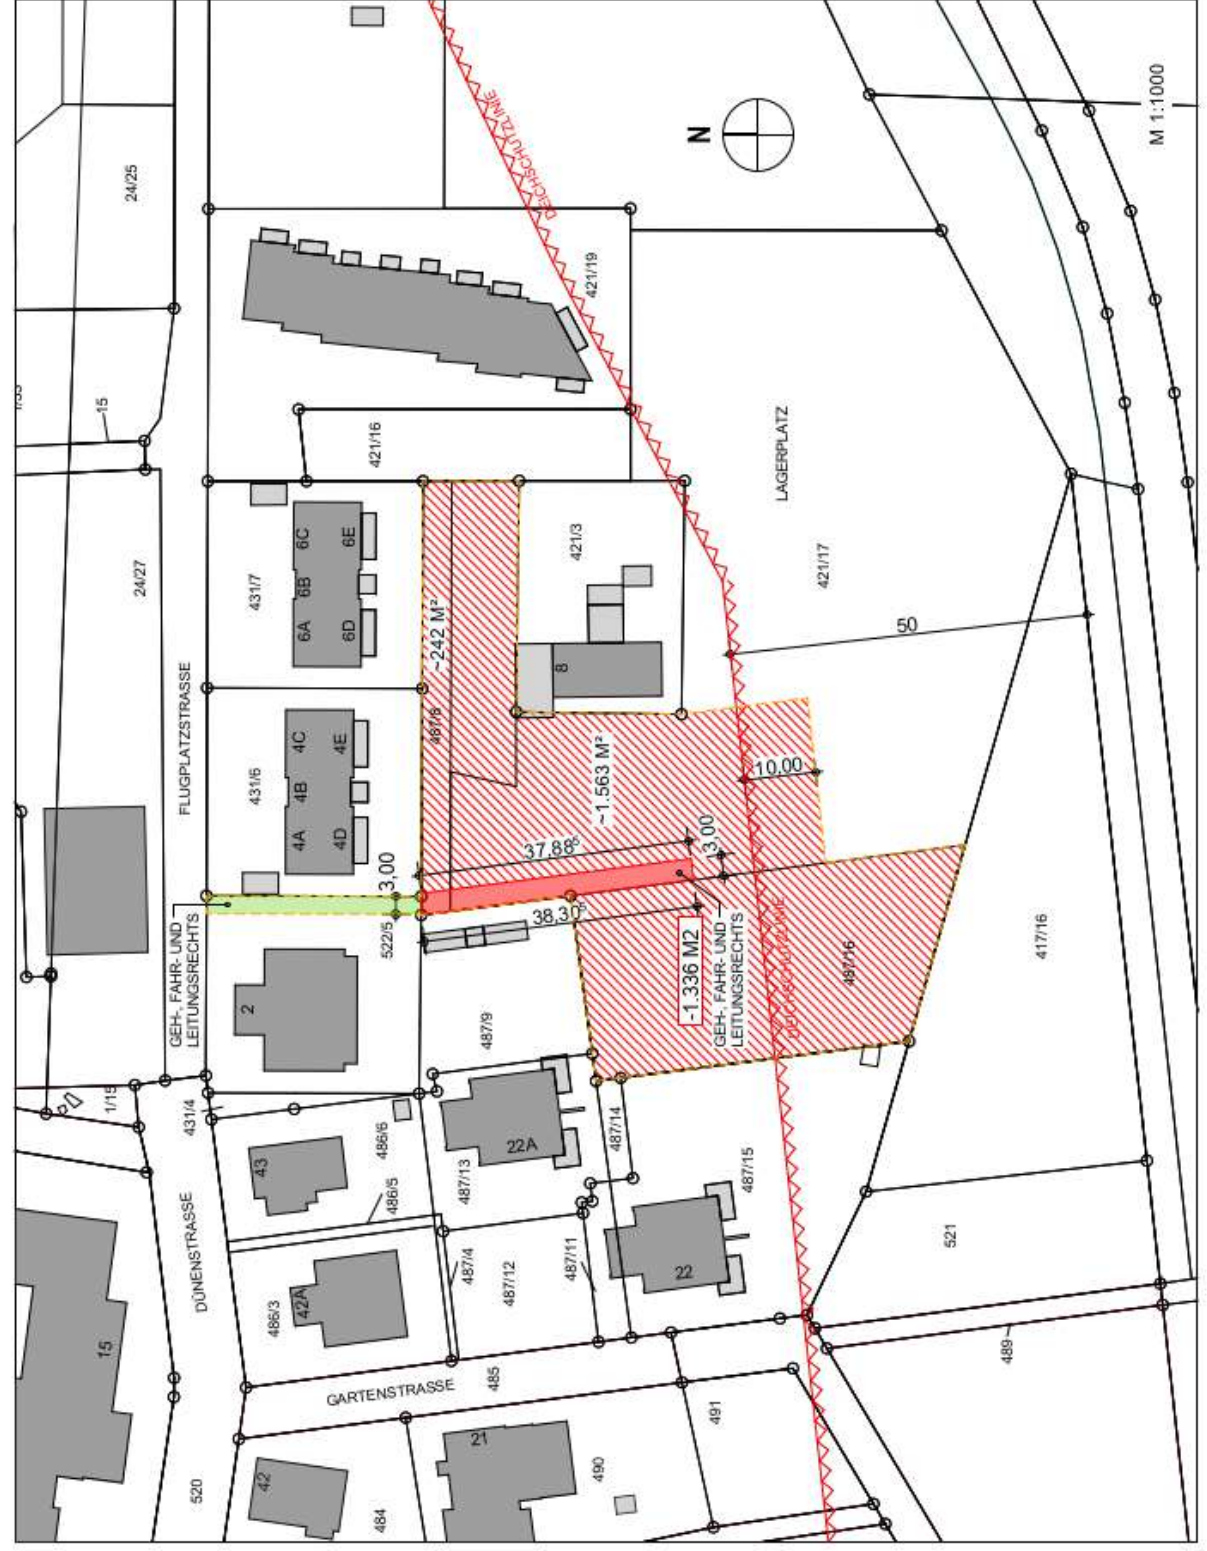 24/25
/33
15
24/27
FLUGPLATZSTRASSE
DEICHSCHUTZLINIE
DEICHSCHUTZLINIE
N
M 1:1000
421/19
421/16
431/7
6C
6B
6A
6E
6D
421/3
8
LAGERPLATZ
421/17
50
~242 M²
487/8
431/6
4C
4B
4A
4E
4D
~1.563 M²
10,00
37,88⁵
3,00
3,00
38,30⁵
522/5
GEH-, FAHR- UND
LEITUNGSRECHTS
-1.336 M2
GEH-, FAHR- UND
LEITUNGSRECHTS
DEICHSCHUTZLINIE
487/16
417/16
2
487/9
1/15
431/4
43
486/6
486/5
22A
487/13
487/14
487/15
DÜNENSTRASSE
486/3
42A
487/4
487/12
487/11
22
521
15
GARTENSTRASSE
485
489
491
520
42
484
21
490